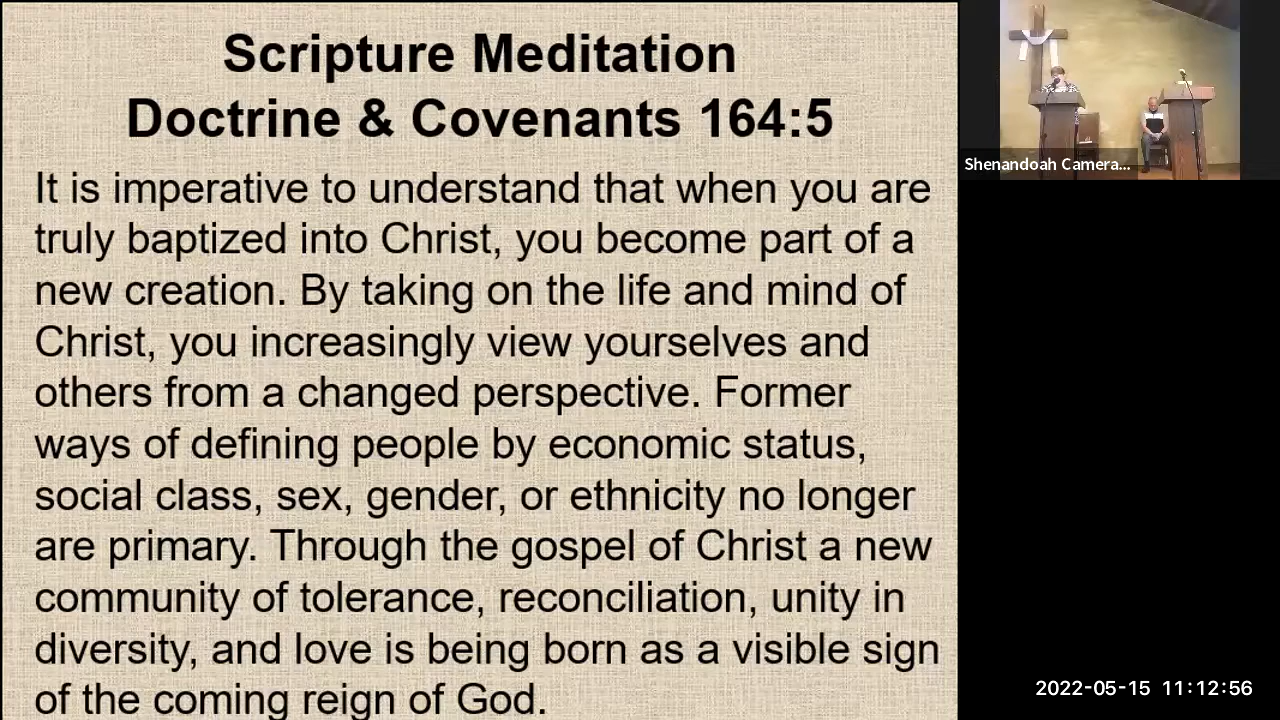 Scripture Meditation
Doctrine & Covenants 164:5
It is imperative to understand that when you are
truly baptized into Christ, you become part of a
new creation. By taking on the life and mind of
Christ, you increasingly view yourselves and
others from a changed perspective. Former
ways of defining people by economic status,
social class, sex, gender, or ethnicity no longer
are primary. Through the gospel of Christ a new
community of tolerance, reconciliation, unity in
diversity, and love is being born as a visible sign
of the coming reign of God.
Shenandoah Camera...
2022-05-15 11:12:56